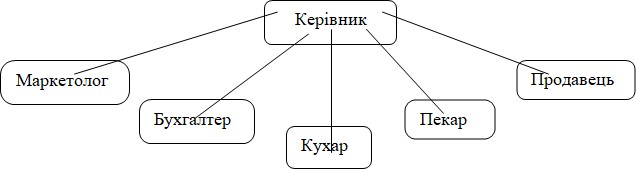 Керівник
Маркетолог
Продавець
Бухгалтер
Пекар
Кухар